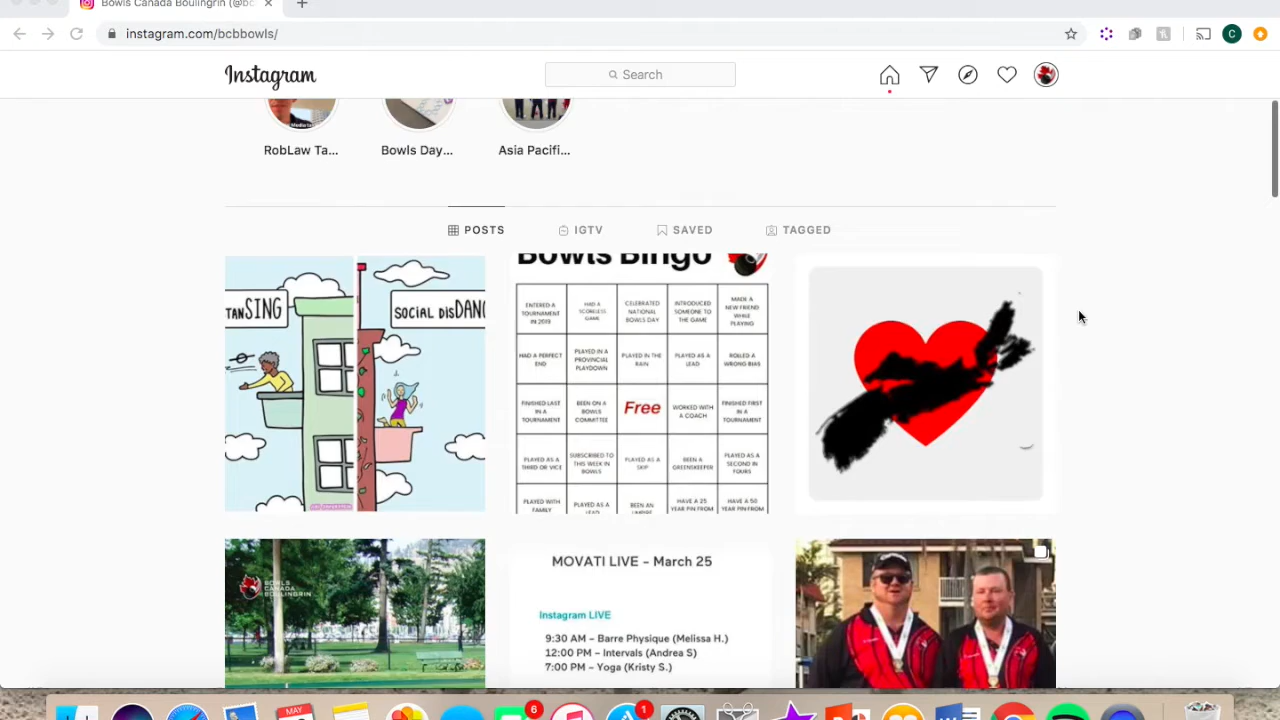 Bowls Canada Boulingrin (@bc
instagram.com/bcbbowls/
C
Instagram
Search
RobLaw Ta...
Bowls Day...
Asia Pacifi...
POSTS
IGTV
SAVED
TAGGED
TANSING
SOCIAL DISDANC
Bowls Bingo
ENTERED A TOURNAMENT IN 2019
HAD A SCORELESS GAME
CELEBRATED NATIONAL BOWLS DAY
INTRODUCED SOMEONE TO THE GAME
MADE A NEW FRIEND WHILE PLAYING
HAD A PERFECT END
PLAYED IN A PROVINCIAL PLAYDOWN
PLAYED IN THE RAIN
PLAYED AS A LEAD
ROLLED A WRONG BIAS
FINISHED LAST IN A TOURNAMENT
BEEN ON A BOWLS COMMITTEE
Free
WORKED WITH A COACH
FINISHED FIRST IN A TOURNAMENT
PLAYED AS A THIRD OR VICE
SUBSCRIBED TO THIS WEEK IN BOWLS
PLAYED AS A SKIP
BEEN A GREENSKEEPER
PLAYED AS A SECOND IN FOURS
PLAYED WITH FAMILY
PLAYED AS A LEAD
BEEN AN UMPIRE
HAVE A 25 YEAR PIN FROM
HAVE A 50 YEAR PIN FROM
BOWLS
CANADA
BOULINGRIN
MOVATI LIVE – March 25
Instagram LIVE
9:30 AM – Barre Physique (Melissa H.)
12:00 PM – Intervals (Andrea S)
7:00 PM – Yoga (Kristy S.)
MAY
6
1